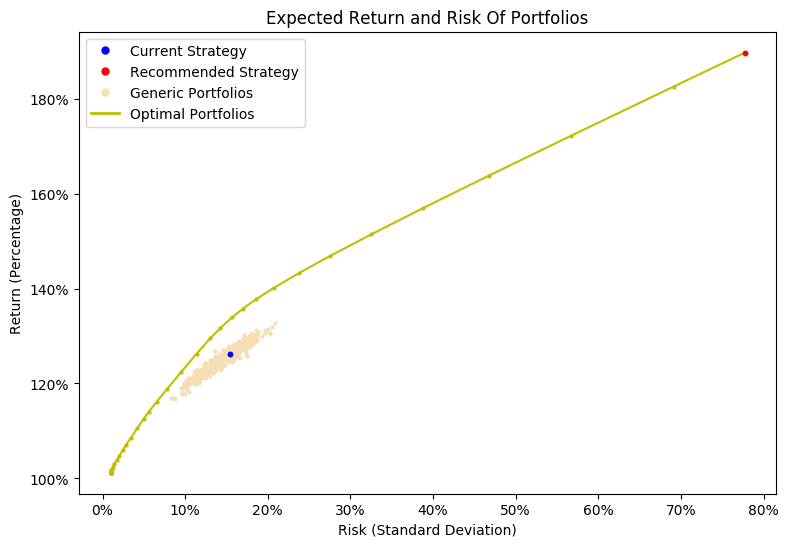 Expected Return and Risk Of Portfolios
Current Strategy
Recommended Strategy
Generic Portfolios
Optimal Portfolios
Return (Percentage)
180%
160%
140%
120%
100%
0% 10% 20% 30% 40% 50% 60% 70% 80%
Risk (Standard Deviation)